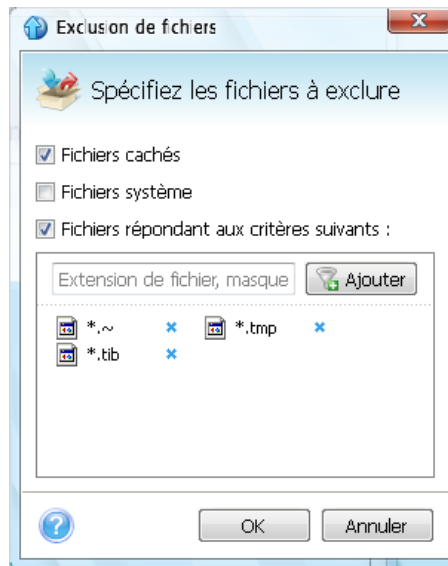 Exclusion de fichiers
Spécifiez les fichiers à exclure
Fichiers cachés
Fichiers système
Fichiers répondant aux critères suivants :
Extension de fichier, masque
Ajouter
*.~ *.tmp
*.tib
OK Annuler